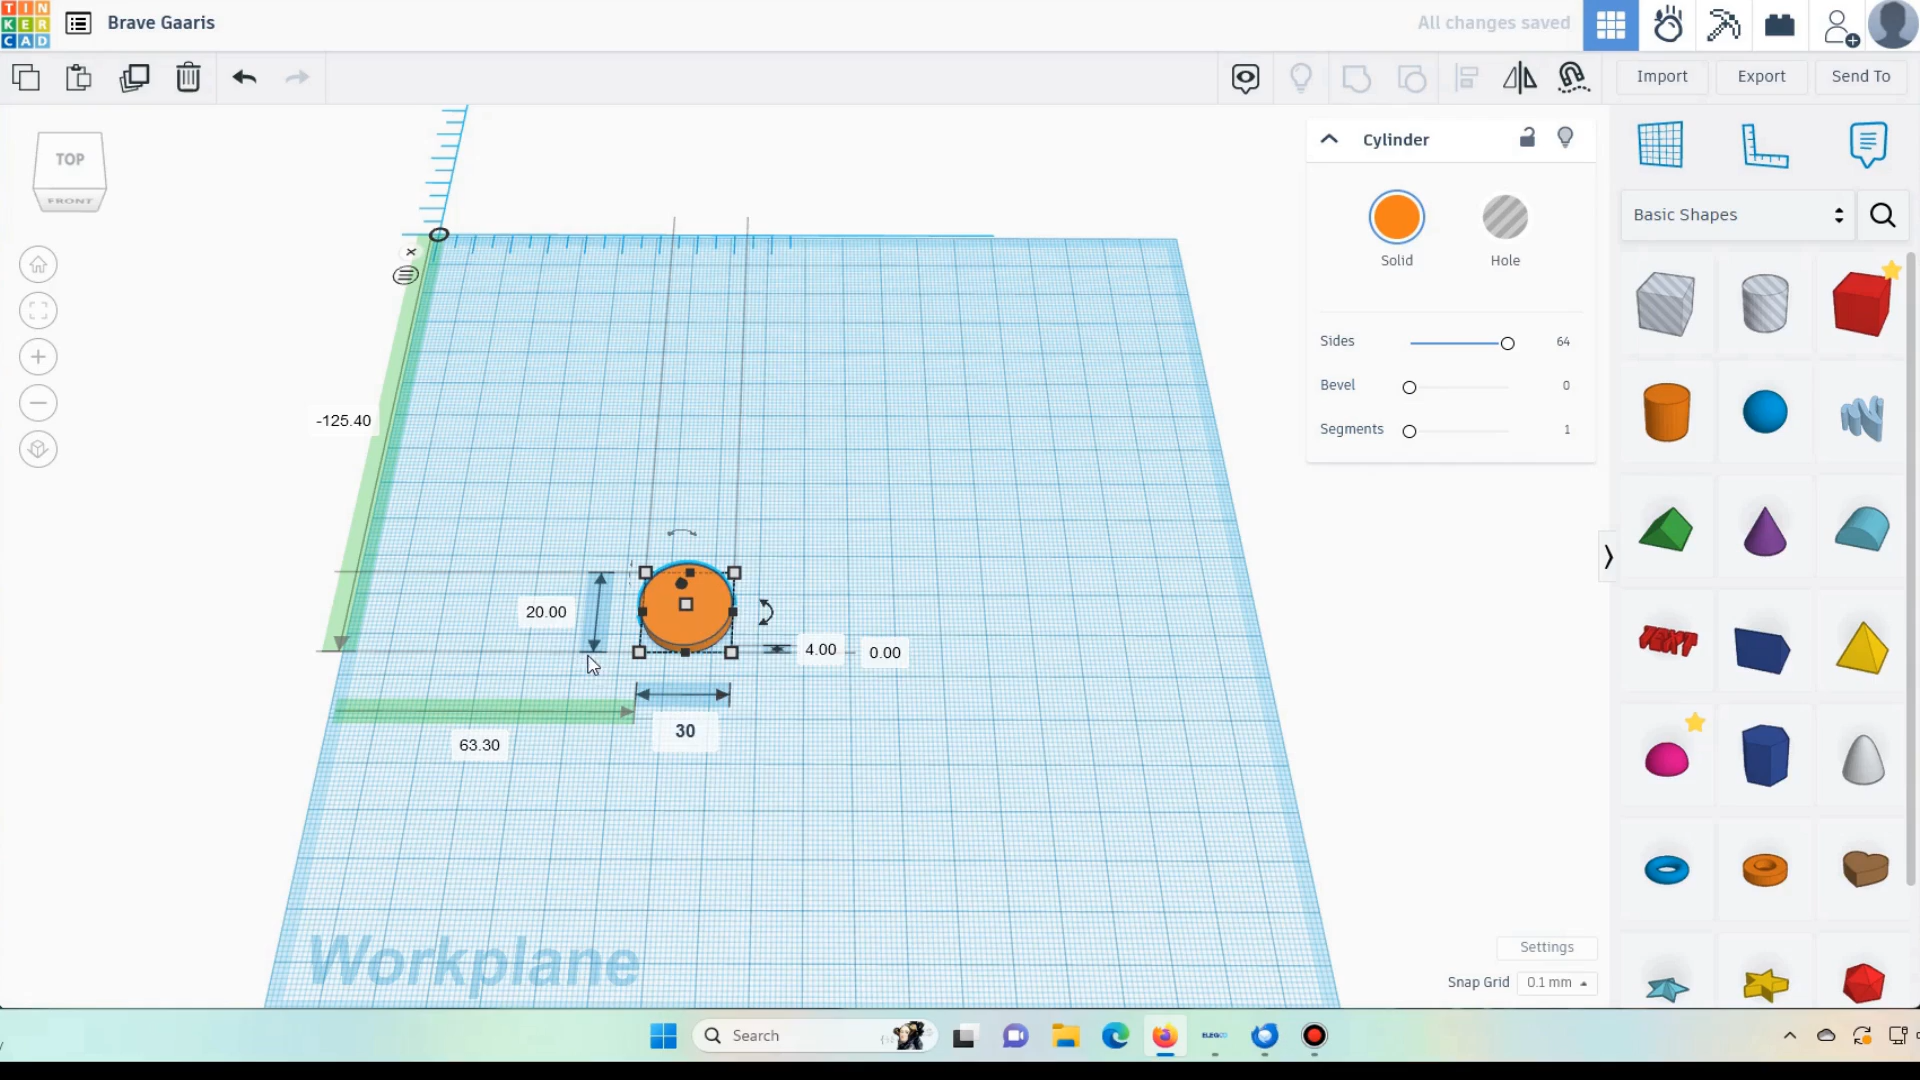 TIN
KER
CAD
Brave Gaaris
All changes saved
Import
Export
Send To
TOP
FRONT
Cylinder
Solid
Hole
Sides
64
Bevel
0
Segments
1
Basic Shapes
TEXT
-125.40
20.00
4.00
0.00
30
63.30
Workplane
Settings
Snap Grid
0.1 mm
Search
ELEGOO